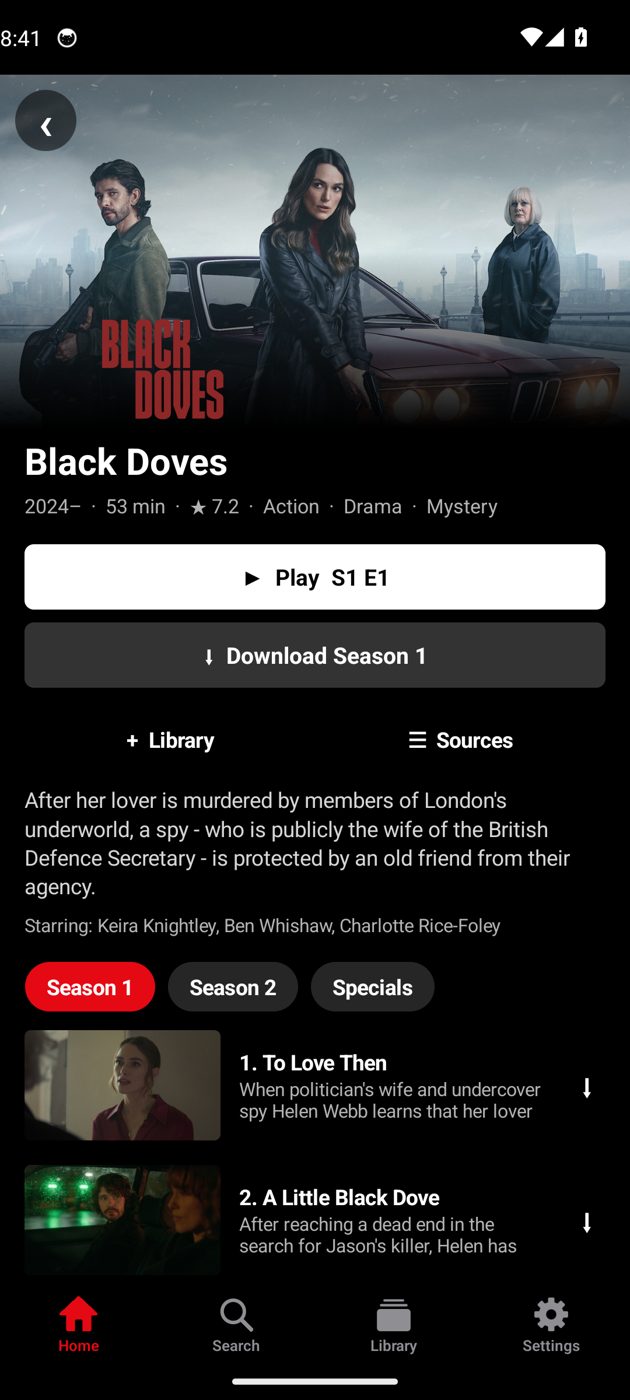 8:41
BLACK
DOVES
Black Doves
2024– · 53 min · ★ 7.2 · Action · Drama · Mystery
▶ Play S1 E1
⭳ Download Season 1
+ Library
☰ Sources
After her lover is murdered by members of London's
underworld, a spy - who is publicly the wife of the British
Defence Secretary - is protected by an old friend from their
agency.
Starring: Keira Knightley, Ben Whishaw, Charlotte Rice-Foley
Season 1
Season 2
Specials
1. To Love Then
When politician's wife and undercover
spy Helen Webb learns that her lover
2. A Little Black Dove
After reaching a dead end in the
search for Jason's killer, Helen has
Home
Search
Library
Settings